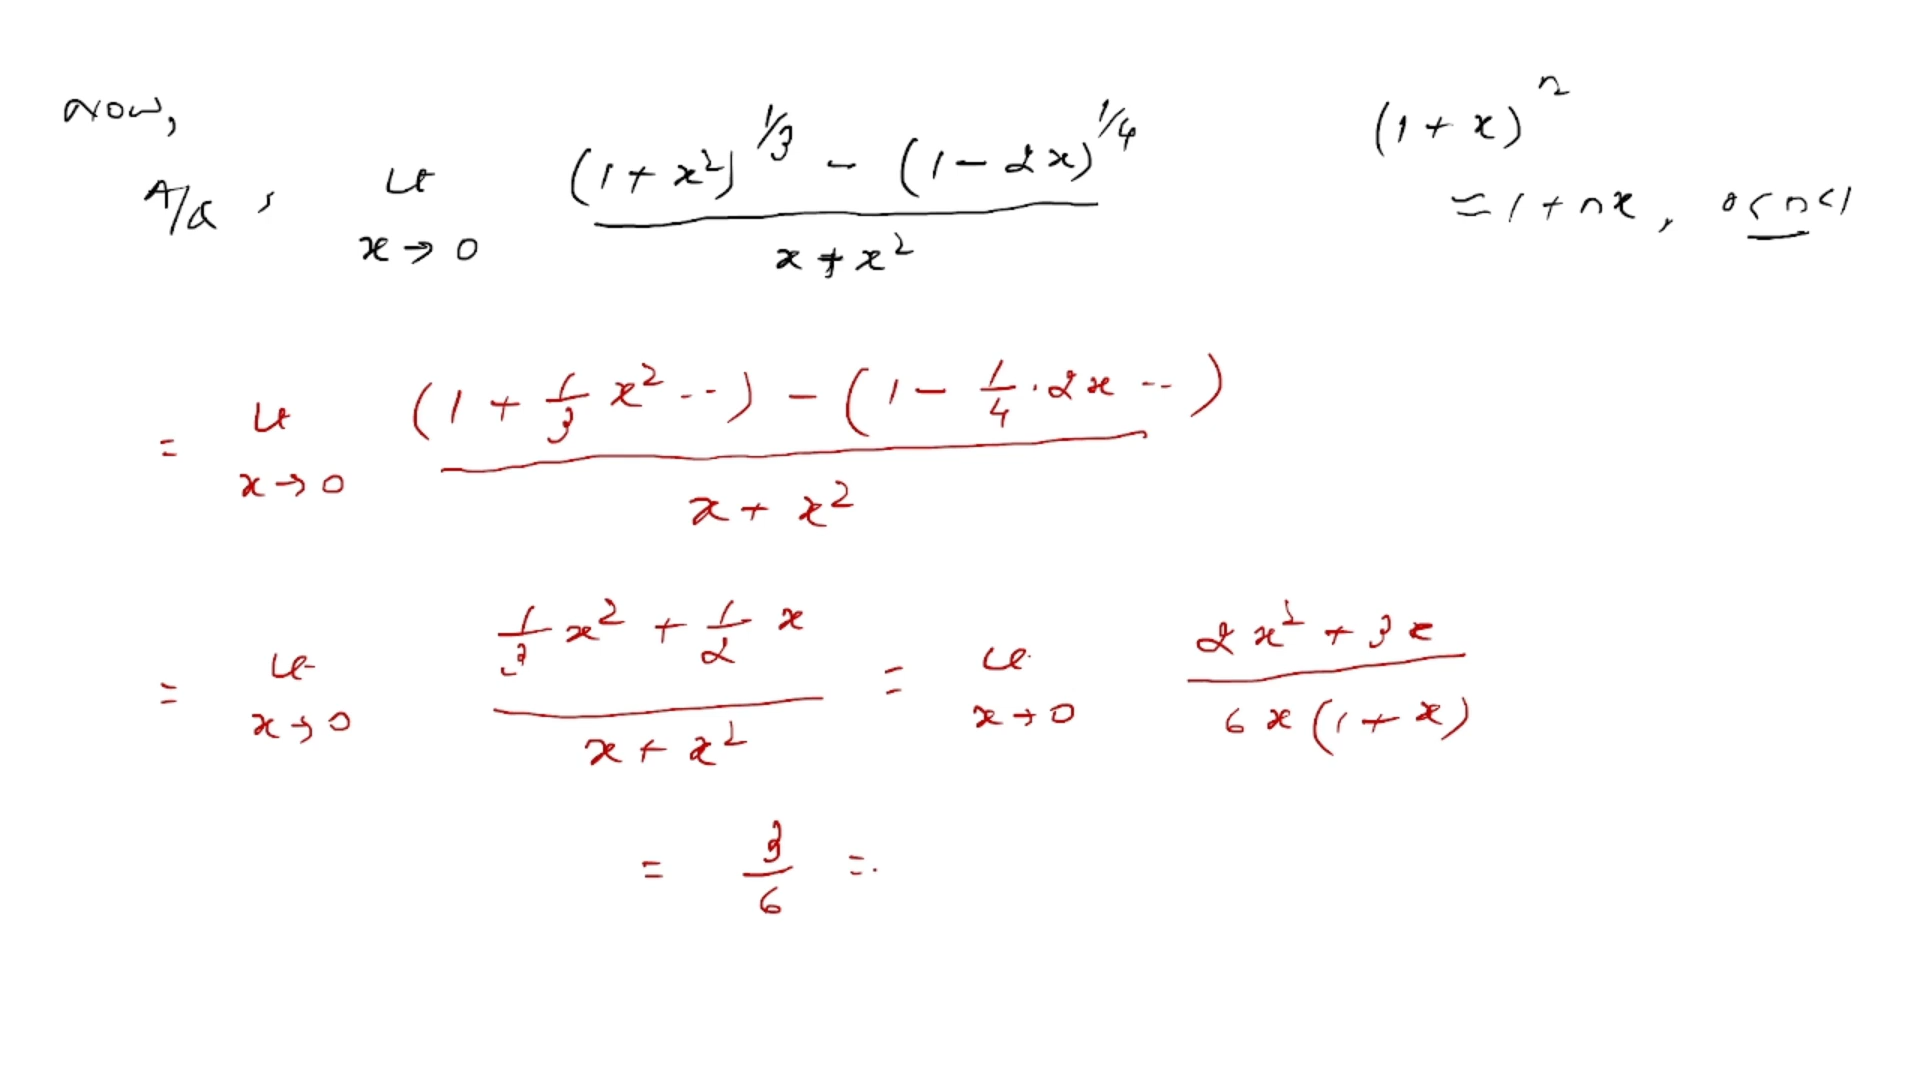 Now,
A/Q, Lt x→0 ((1+x²)^{1/3} - (1-2x)^{1/4})/(x+x²)
(1+x)^n
≈ 1+nx, 0<n<1
= Lt x→0 ((1+1/3 x² --) - (1 - 1/4 · 2x --))/(x+x²)
= Lt x→0 (1/3 x² + 1/2 x)/(x+x²) = Lt x→0 (2x²+3x)/(6x(1+x))
= 3/6 =.